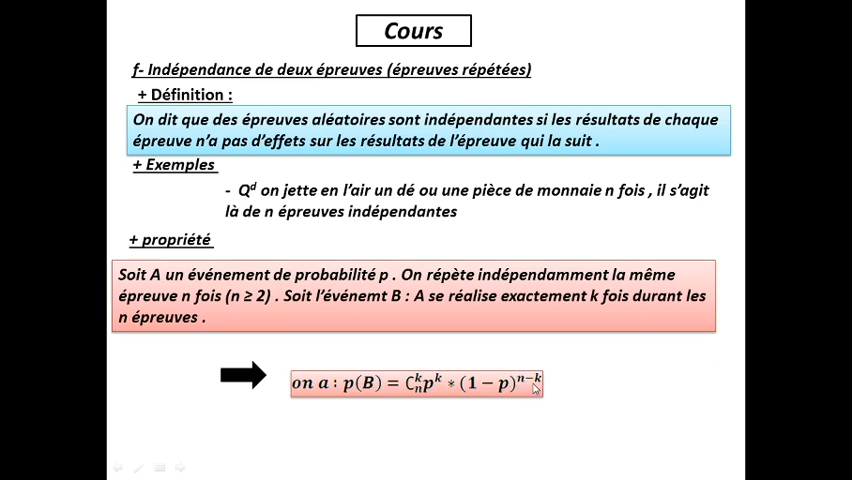 Cours
f- Indépendance de deux épreuves (épreuves répétées)
+ Définition :
On dit que des épreuves aléatoires sont indépendantes si les résultats de chaque
épreuve n'a pas d'effets sur les résultats de l'épreuve qui la suit .
+ Exemples
- Qᵈ on jette en l'air un dé ou une pièce de monnaie n fois , il s'agit
là de n épreuves indépendantes
+ propriété
Soit A un événement de probabilité p . On répète indépendamment la même
épreuve n fois (n ≥ 2) . Soit l'événemt B : A se réalise exactement k fois durant les
n épreuves .
on a : p(B) = C_n^k p^k * (1 − p)^{n−k}